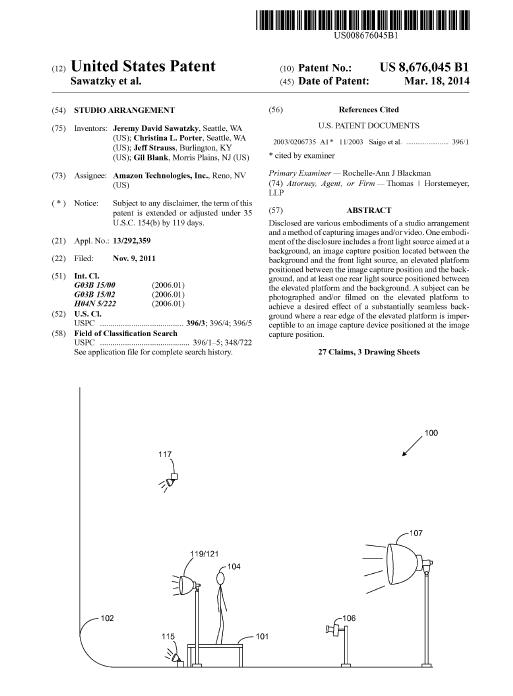 US008676045B1
(12) United States Patent
Sawatzky et al.
(10) Patent No.: US 8,676,045 B1
(45) Date of Patent: Mar. 18, 2014
(54) STUDIO ARRANGEMENT
(75) Inventors: Jeremy David Sawatzky, Seattle, WA
(US); Christina L. Porter, Seattle, WA
(US); Jeff Strauss, Burlington, KY
(US); Gil Blank, Morris Plains, NJ (US)
(73) Assignee: Amazon Technologies, Inc., Reno, NV
(US)
( * ) Notice: Subject to any disclaimer, the term of this
patent is extended or adjusted under 35
U.S.C. 154(b) by 119 days.
(21) Appl. No.: 13/292,359
(22) Filed: Nov. 9, 2011
(51) Int. Cl.
G03B 15/00 (2006.01)
G03B 15/02 (2006.01)
H04N 5/222 (2006.01)
(52) U.S. Cl.
USPC .................................. 396/3; 396/4; 396/5
(58) Field of Classification Search
USPC ..................................... 396/1–5; 348/722
See application file for complete search history.
(56) References Cited
U.S. PATENT DOCUMENTS
2003/0206735 A1* 11/2003 Saigo et al. ...................... 396/1
* cited by examiner
Primary Examiner — Rochelle-Ann J Blackman
(74) Attorney, Agent, or Firm — Thomas | Horstemeyer,
LLP
(57) ABSTRACT
Disclosed are various embodiments of a studio arrangement
and a method of capturing images and/or video. One embodi-
ment of the disclosure includes a front light source aimed at a
background, an image capture position located between the
background and the front light source, an elevated platform
positioned between the image capture position and the back-
ground, and at least one rear light source positioned between
the elevated platform and the background. A subject can be
photographed and/or filmed on the elevated platform to
achieve a desired effect of a substantially seamless back-
ground where a rear edge of the elevated platform is imper-
ceptible to an image capture device positioned at the image
capture position.
27 Claims, 3 Drawing Sheets
100
117
107
119/121
104
102
106
115
101